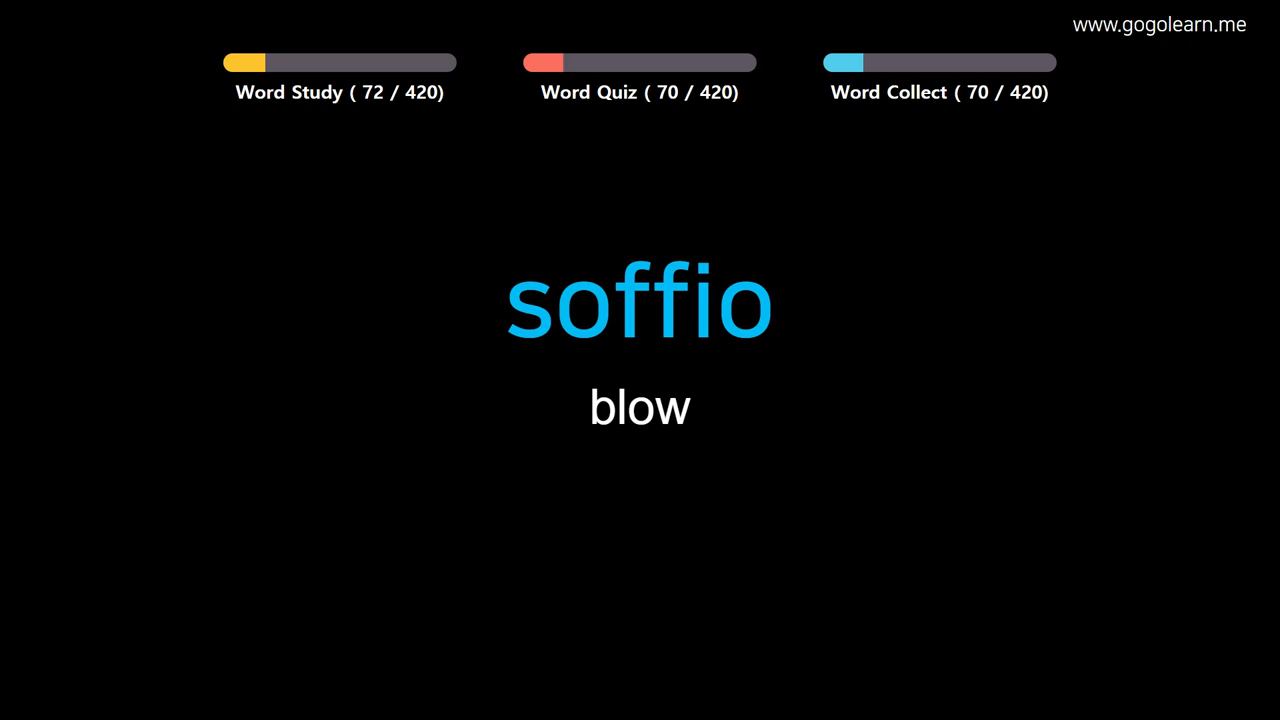 www.gogolearn.me
Word Study ( 72 / 420)
Word Quiz ( 70 / 420)
Word Collect ( 70 / 420)
soffio
blow